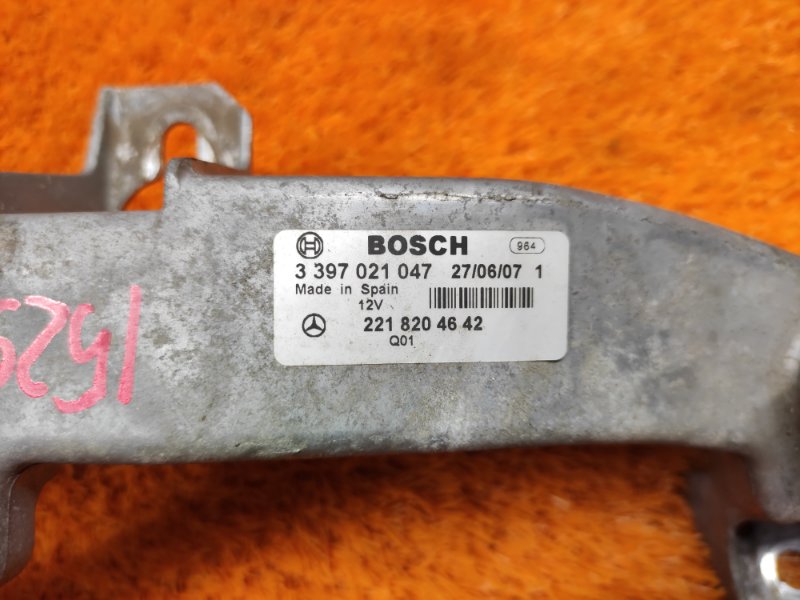 BOSCH 964
3 397 021 047 27/06/07 1
Made in Spain
12V
221 820 46 42
Q01